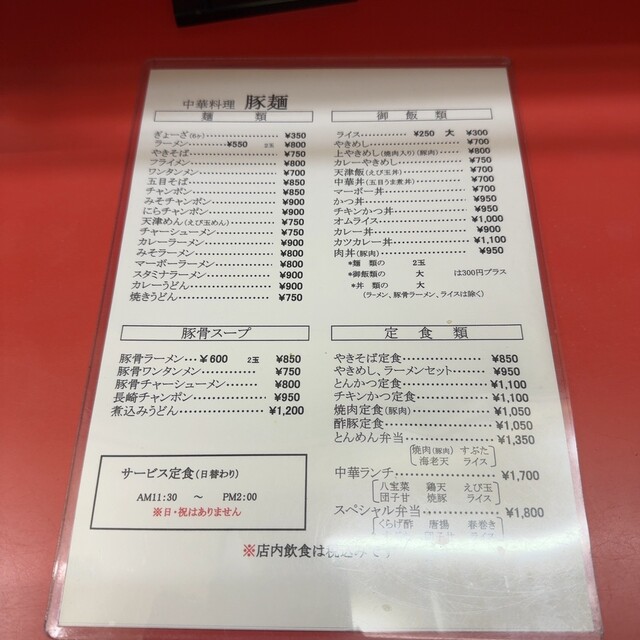 中華料理 豚麺
麺 類
ぎょーざ(6ヶ) ¥350
ラーメン ¥550 2玉 ¥800
やきそば ¥750
フライメン ¥800
ワンタンメン ¥700
五目そば ¥850
チャンポン ¥850
みそチャンポン ¥900
にらチャンポン ¥900
天津めん(えび玉めん) ¥750
チャーシューメン ¥750
カレーラーメン ¥900
みそラーメン ¥800
マーボーラーメン ¥850
スタミナラーメン ¥900
カレーうどん ¥900
焼きうどん ¥750
豚骨スープ
豚骨ラーメン…¥600 2玉 ¥850
豚骨ワンタンメン ¥750
豚骨チャーシューメン ¥800
長崎チャンポン ¥950
煮込みうどん ¥1,200
サービス定食(日替わり)
AM11:30 ～ PM2:00
※日・祝はありません
御 飯 類
ライス ¥250 大 ¥300
やきめし ¥700
上やきめし(焼肉入り)(豚肉) ¥800
カレーやきめし ¥750
天津飯(えび玉丼) ¥700
中華丼(五目うま煮丼) ¥700
マーボー丼 ¥700
かつ丼 ¥950
チキンかつ丼 ¥950
オムライス ¥1,000
カレー丼 ¥900
カツカレー丼 ¥1,100
肉丼(豚肉) ¥950
*麺 類の 2玉
*御飯類の 大 は300円プラス
*丼 類の 大
(ラーメン、豚骨ラーメン、ライスは除く)
定 食 類
やきそば定食 ¥850
やきめし、ラーメンセット ¥950
とんかつ定食 ¥1,100
チキンかつ定食 ¥1,100
焼肉定食(豚肉) ¥1,050
酢豚定食 ¥1,050
とんめん弁当 ¥1,350
焼肉(豚肉) すぶた
海老天 ライス
中華ランチ ¥1,700
八宝菜 鶏天 えび玉
団子甘 焼豚 ライス
スペシャル弁当 ¥1,800
くらげ酢 唐揚 春巻き
※店内飲食は税込みです